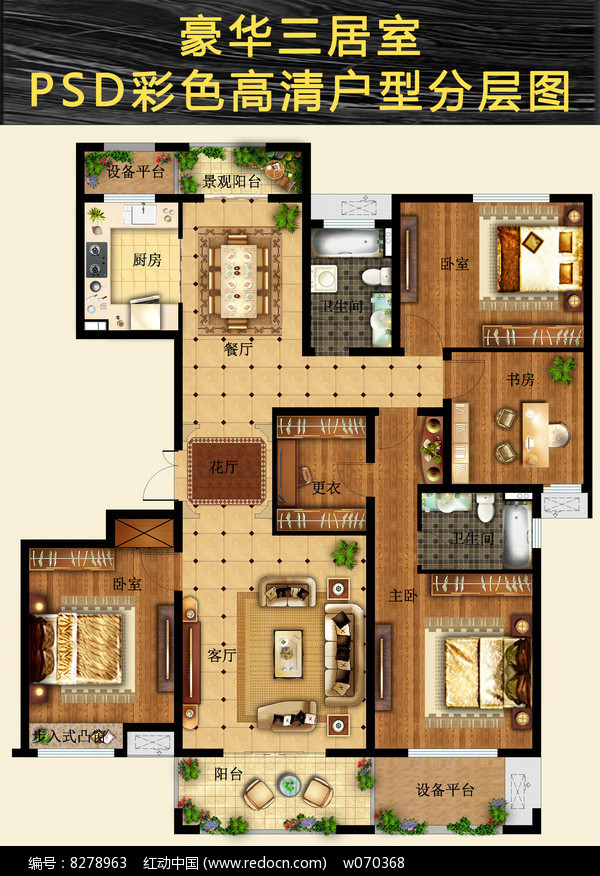 豪华三居室
PSD彩色高清户型分层图
设备平台
景观阳台
厨房
卧室
卫生间
餐厅
书房
花厅
更衣
卫生间
卧室
主卧
客厅
步入式凸窗
阳台
设备平台
编号：8278963 红动中国 (www.redocn.com) w070368